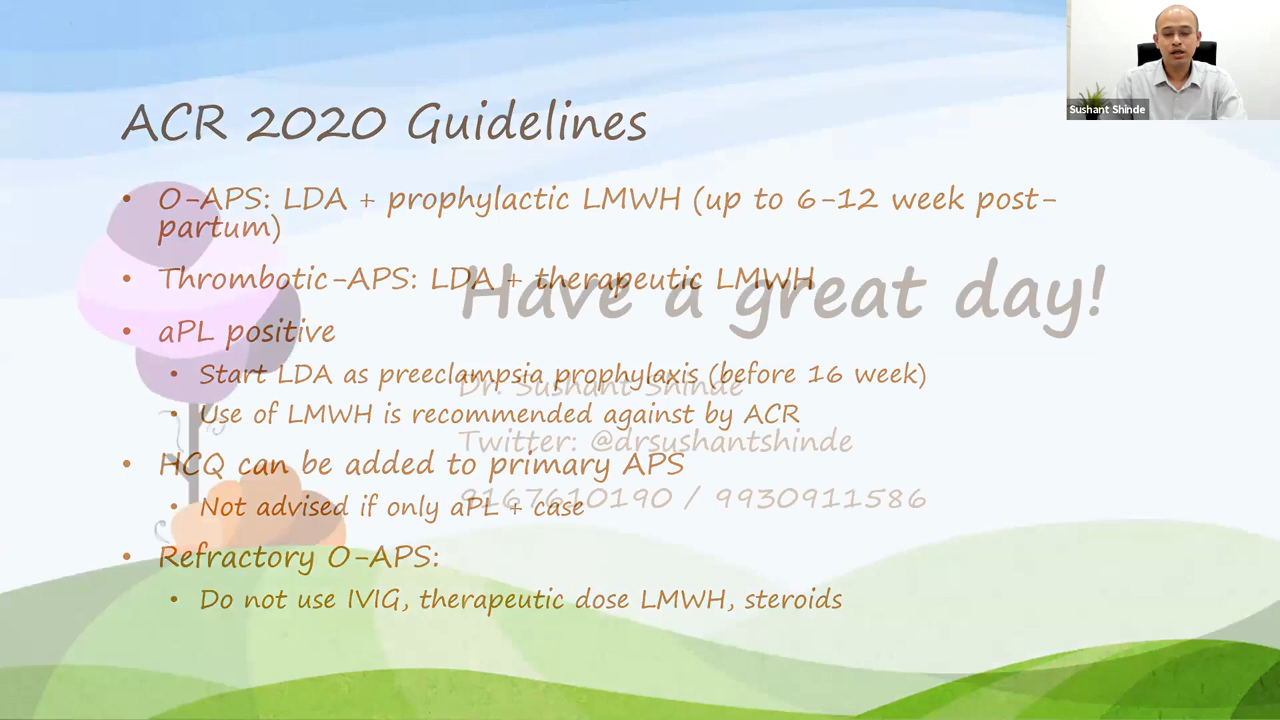 Sushant Shinde
ACR 2020 Guidelines
• O-APS: LDA + prophylactic LMWH (up to 6-12 week post-
partum)
• Thrombotic-APS: LDA + therapeutic LMWH
• aPL positive
• Start LDA as preeclampsia prophylaxis (before 16 week)
• Use of LMWH is recommended against by ACR
• HCQ can be added to primary APS
• Not advised if only aPL + case
• Refractory O-APS:
• Do not use IVIG, therapeutic dose LMWH, steroids
Have a great day!
Dr. Sushant Shinde
Twitter: @drsushantshinde
9167610190 / 9930911586